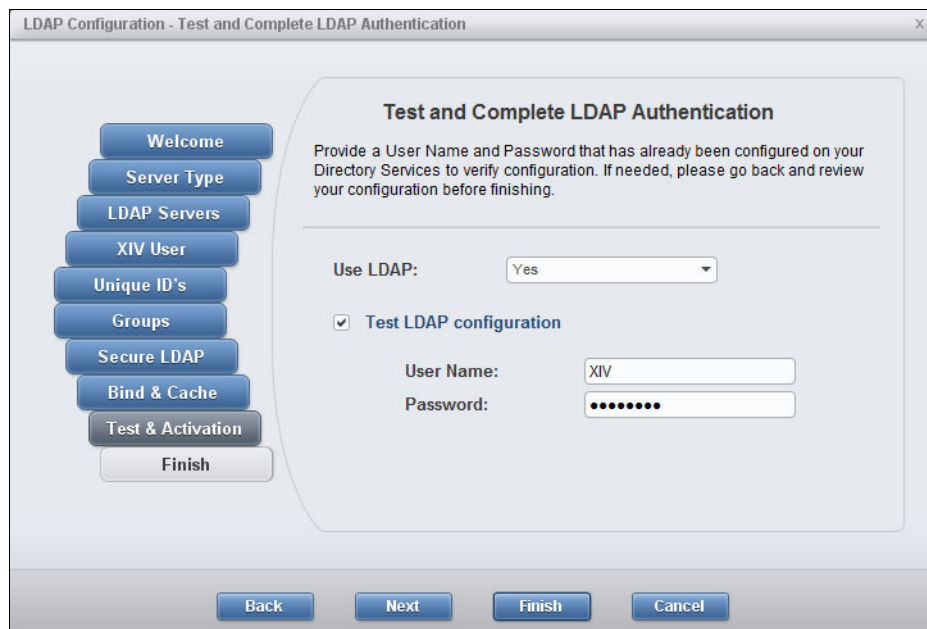 LDAP Configuration - Test and Complete LDAP Authentication
x
Welcome
Server Type
LDAP Servers
XIV User
Unique ID's
Groups
Secure LDAP
Bind & Cache
Test & Activation
Finish
Test and Complete LDAP Authentication
Provide a User Name and Password that has already been configured on your
Directory Services to verify configuration. If needed, please go back and review
your configuration before finishing.
Use LDAP: Yes
Test LDAP configuration
User Name: XIV
Password: ••••••••
Back Next Finish Cancel